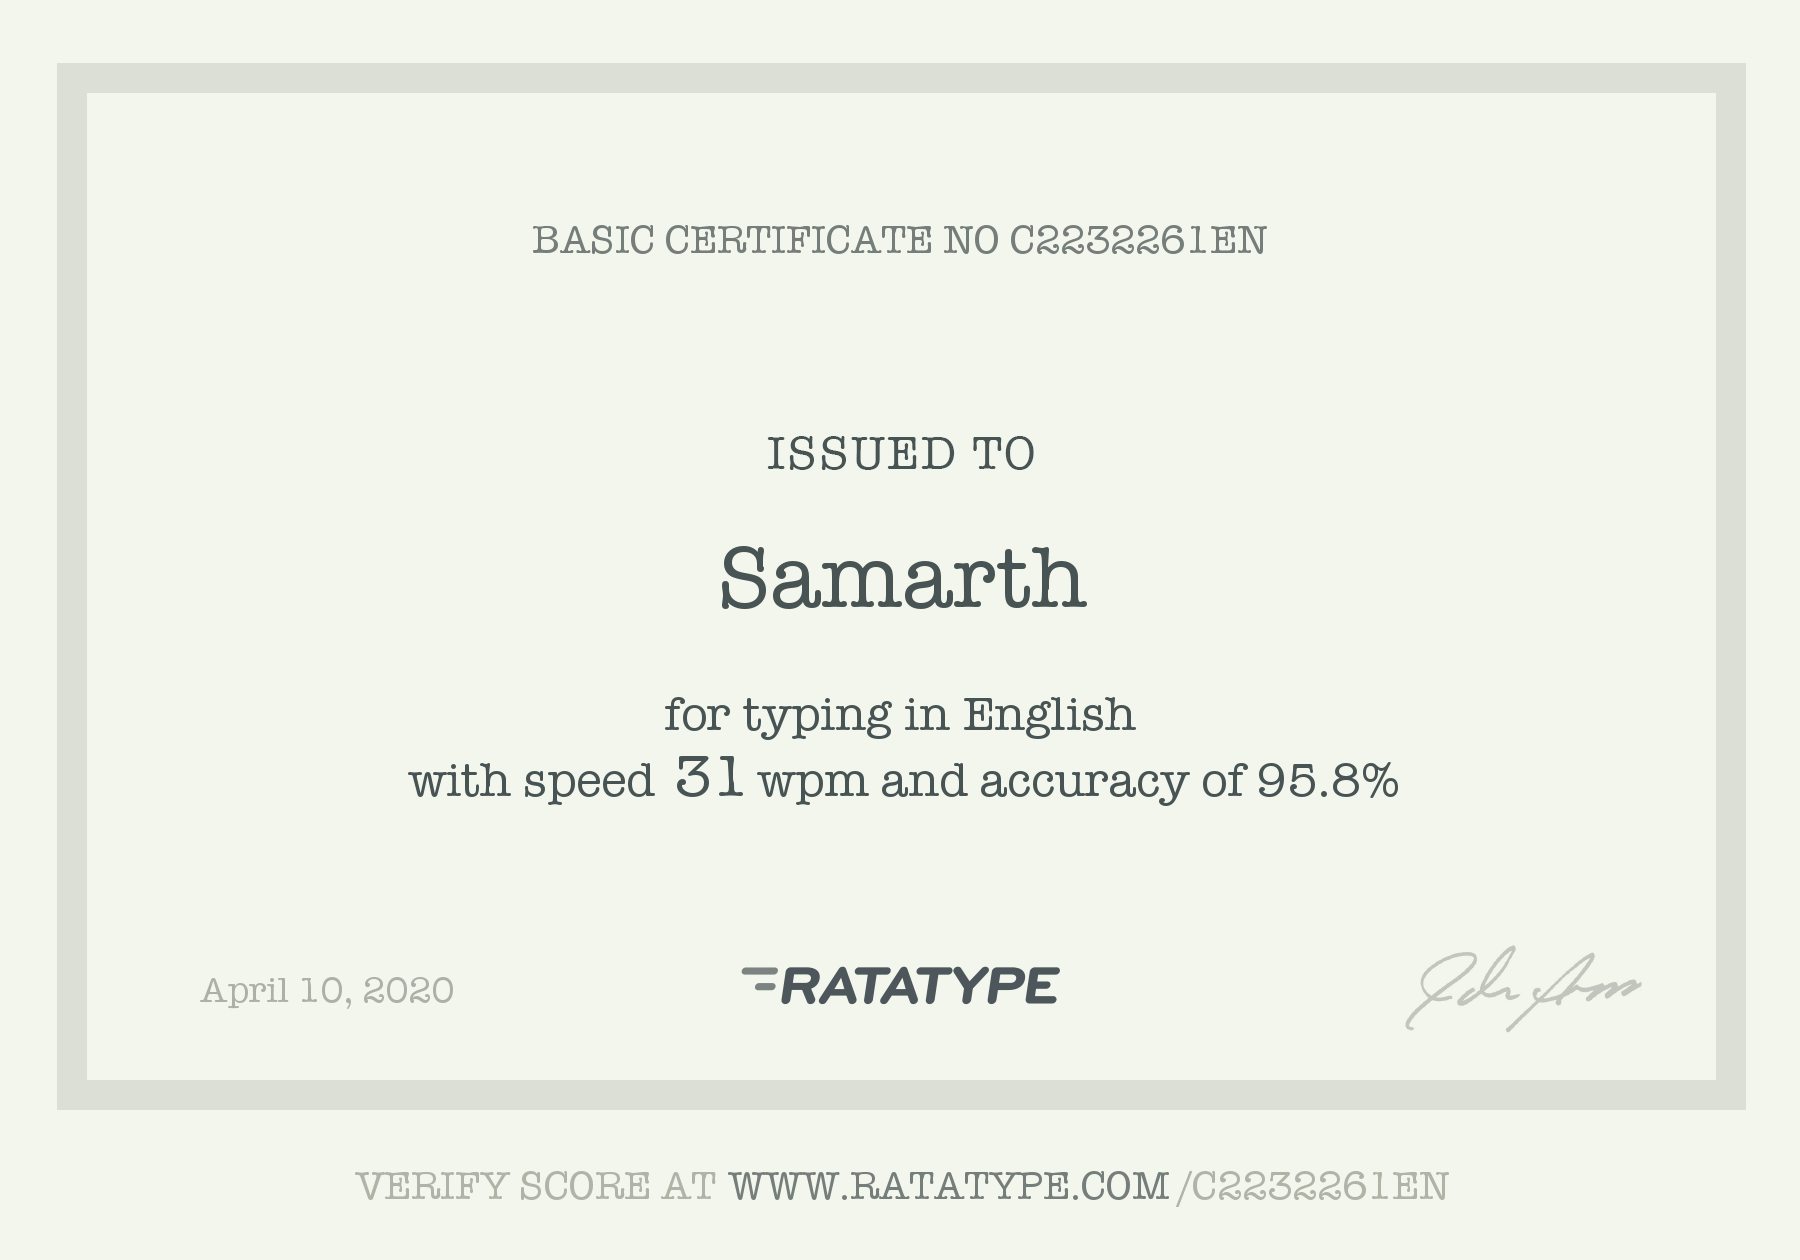 BASIC CERTIFICATE NO C2232261EN
ISSUED TO
Samarth
for typing in English
with speed 31 wpm and accuracy of 95.8%
April 10, 2020
RATATYPE
VERIFY SCORE AT WWW.RATATYPE.COM/C2232261EN